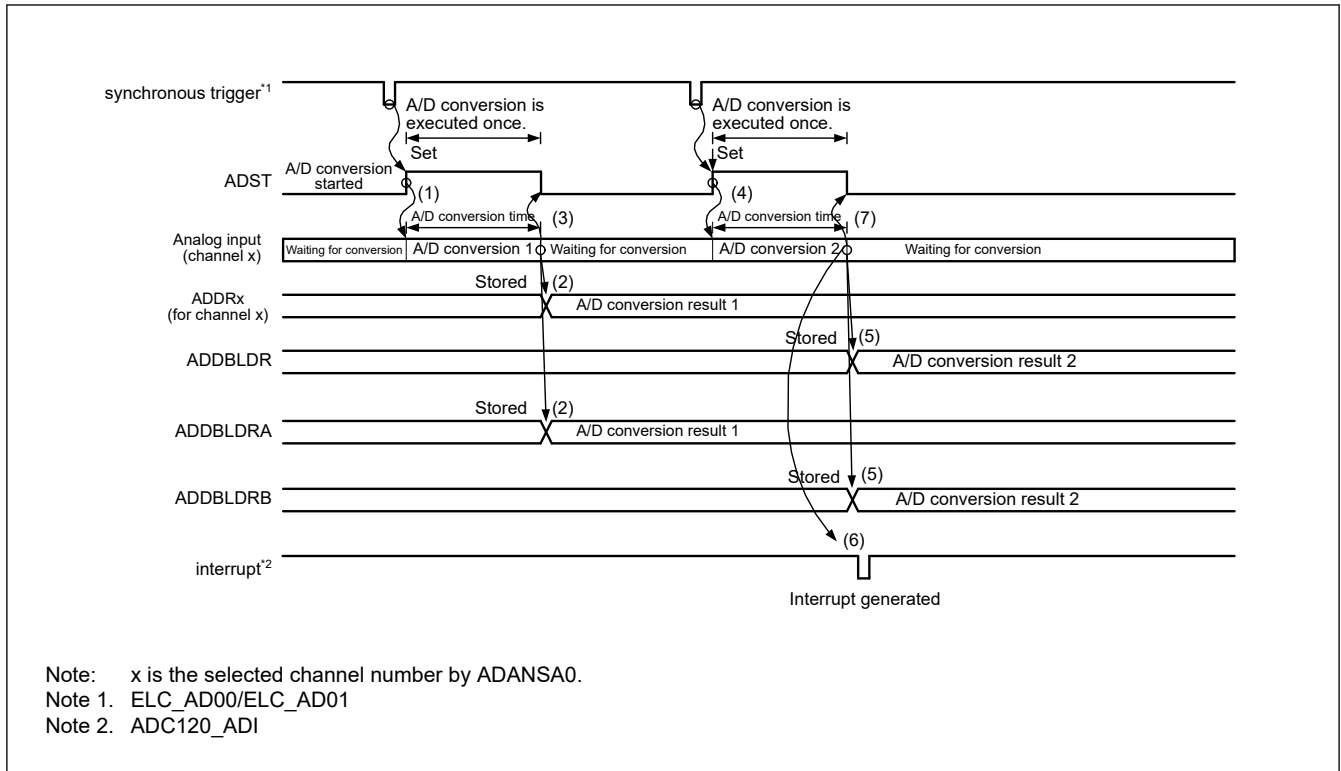 synchronous trigger*1
A/D conversion is
executed once.
A/D conversion is
executed once.
Set
Set
ADST
A/D conversion
started
(1)
(4)
A/D conversion time
(3)
A/D conversion time
(7)
Analog input
(channel x)
Waiting for conversion
A/D conversion 1
Waiting for conversion
A/D conversion 2
Waiting for conversion
Stored
(2)
ADDRx
(for channel x)
A/D conversion result 1
Stored
(5)
ADDBLDR
A/D conversion result 2
Stored
(2)
ADDBLDRA
A/D conversion result 1
Stored
(5)
ADDBLDRB
A/D conversion result 2
(6)
interrupt*2
Interrupt generated
Note: x is the selected channel number by ADANSA0.
Note 1. ELC_AD00/ELC_AD01
Note 2. ADC120_ADI